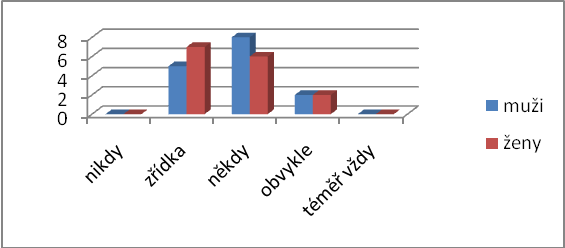 8
6
4
2
0
nikdy
zřídka
někdy
obvykle
téměř vždy
muži
ženy